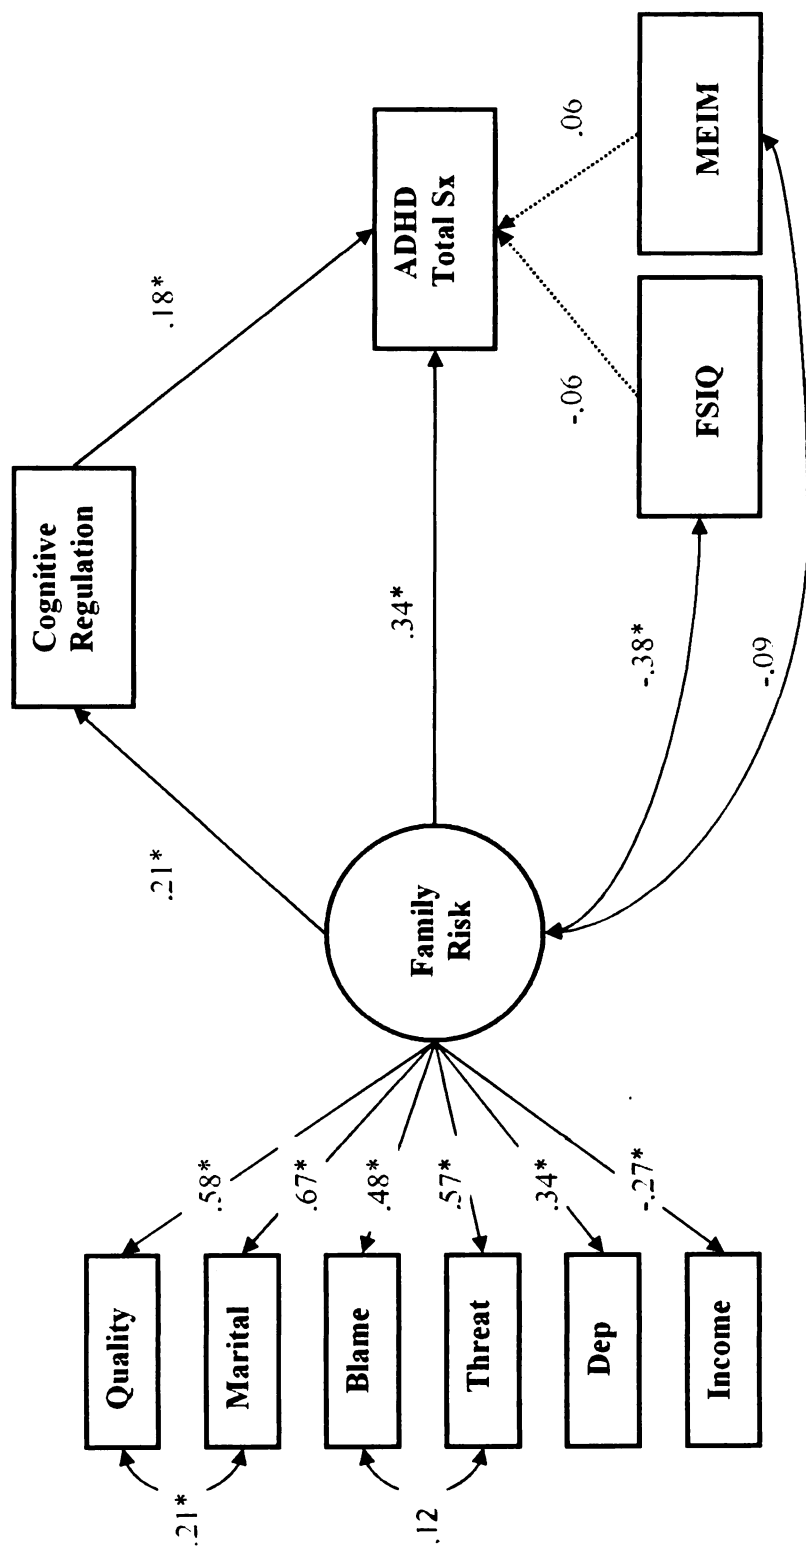 Cognitive
Regulation
.21*
.18*
.58*
.67*
.48*
.57*
.34*
-.27*
Quality
Marital
Blame
Threat
Dep
Income
.21*
.12
Family
Risk
.34*
ADHD
Total Sx
-.06
.06
-.38*
-.09
FSIQ
MEIM